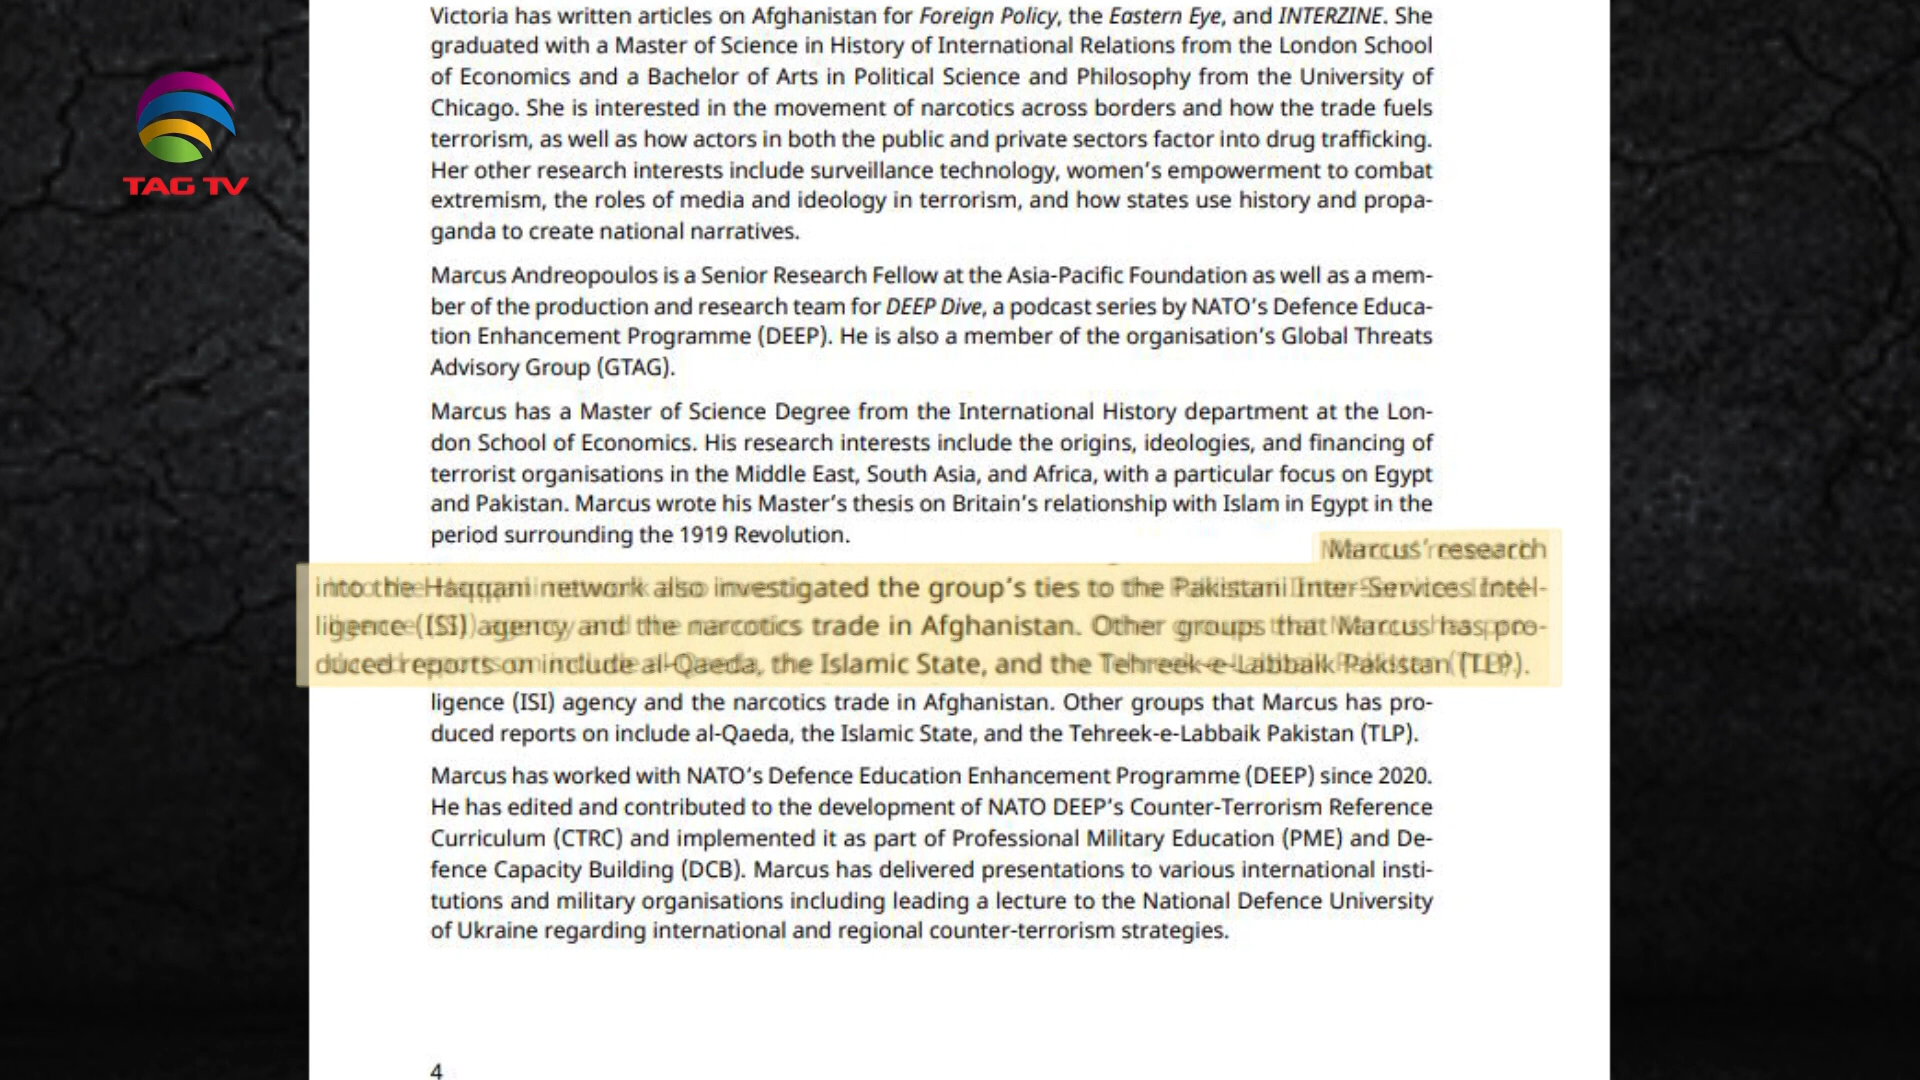 TAG TV
Victoria has written articles on Afghanistan for Foreign Policy, the Eastern Eye, and INTERZINE. She
graduated with a Master of Science in History of International Relations from the London School
of Economics and a Bachelor of Arts in Political Science and Philosophy from the University of
Chicago. She is interested in the movement of narcotics across borders and how the trade fuels
terrorism, as well as how actors in both the public and private sectors factor into drug trafficking.
Her other research interests include surveillance technology, women's empowerment to combat
extremism, the roles of media and ideology in terrorism, and how states use history and propa-
ganda to create national narratives.
Marcus Andreopoulos is a Senior Research Fellow at the Asia-Pacific Foundation as well as a mem-
ber of the production and research team for DEEP Dive, a podcast series by NATO's Defence Educa-
tion Enhancement Programme (DEEP). He is also a member of the organisation's Global Threats
Advisory Group (GTAG).
Marcus has a Master of Science Degree from the International History department at the Lon-
don School of Economics. His research interests include the origins, ideologies, and financing of
terrorist organisations in the Middle East, South Asia, and Africa, with a particular focus on Egypt
and Pakistan. Marcus wrote his Master's thesis on Britain's relationship with Islam in Egypt in the
period surrounding the 1919 Revolution.
Marcus' research
into the Haqqani network also investigated the group's ties to the Pakistani Inter-Services Intel-
ligence (ISI) agency and the narcotics trade in Afghanistan. Other groups that Marcus has pro-
duced reports on include al-Qaeda, the Islamic State, and the Tehreek-e-Labbaik Pakistan (TLP).
ligence (ISI) agency and the narcotics trade in Afghanistan. Other groups that Marcus has pro-
duced reports on include al-Qaeda, the Islamic State, and the Tehreek-e-Labbaik Pakistan (TLP).
Marcus has worked with NATO's Defence Education Enhancement Programme (DEEP) since 2020.
He has edited and contributed to the development of NATO DEEP's Counter-Terrorism Reference
Curriculum (CTRC) and implemented it as part of Professional Military Education (PME) and De-
fence Capacity Building (DCB). Marcus has delivered presentations to various international insti-
tutions and military organisations including leading a lecture to the National Defence University
of Ukraine regarding international and regional counter-terrorism strategies.
4